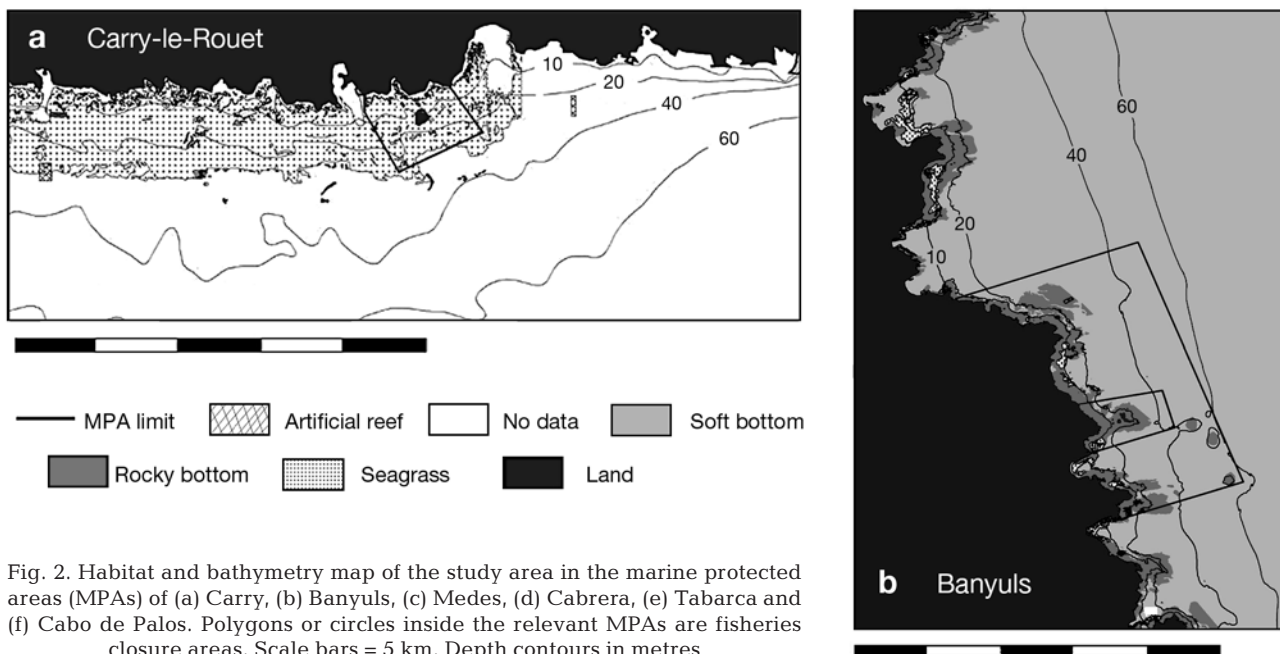 a Carry-le-Rouet
10
20
40
60
MPA limit Artificial reef No data Soft bottom
Rocky bottom Seagrass Land
Fig. 2. Habitat and bathymetry map of the study area in the marine protected
areas (MPAs) of (a) Carry, (b) Banyuls, (c) Medes, (d) Cabrera, (e) Tabarca and
(f) Cabo de Palos. Polygons or circles inside the relevant MPAs are fisheries
closure areas. Scale bars = 5 km. Depth contours in metres
60
40
20
10
b Banyuls